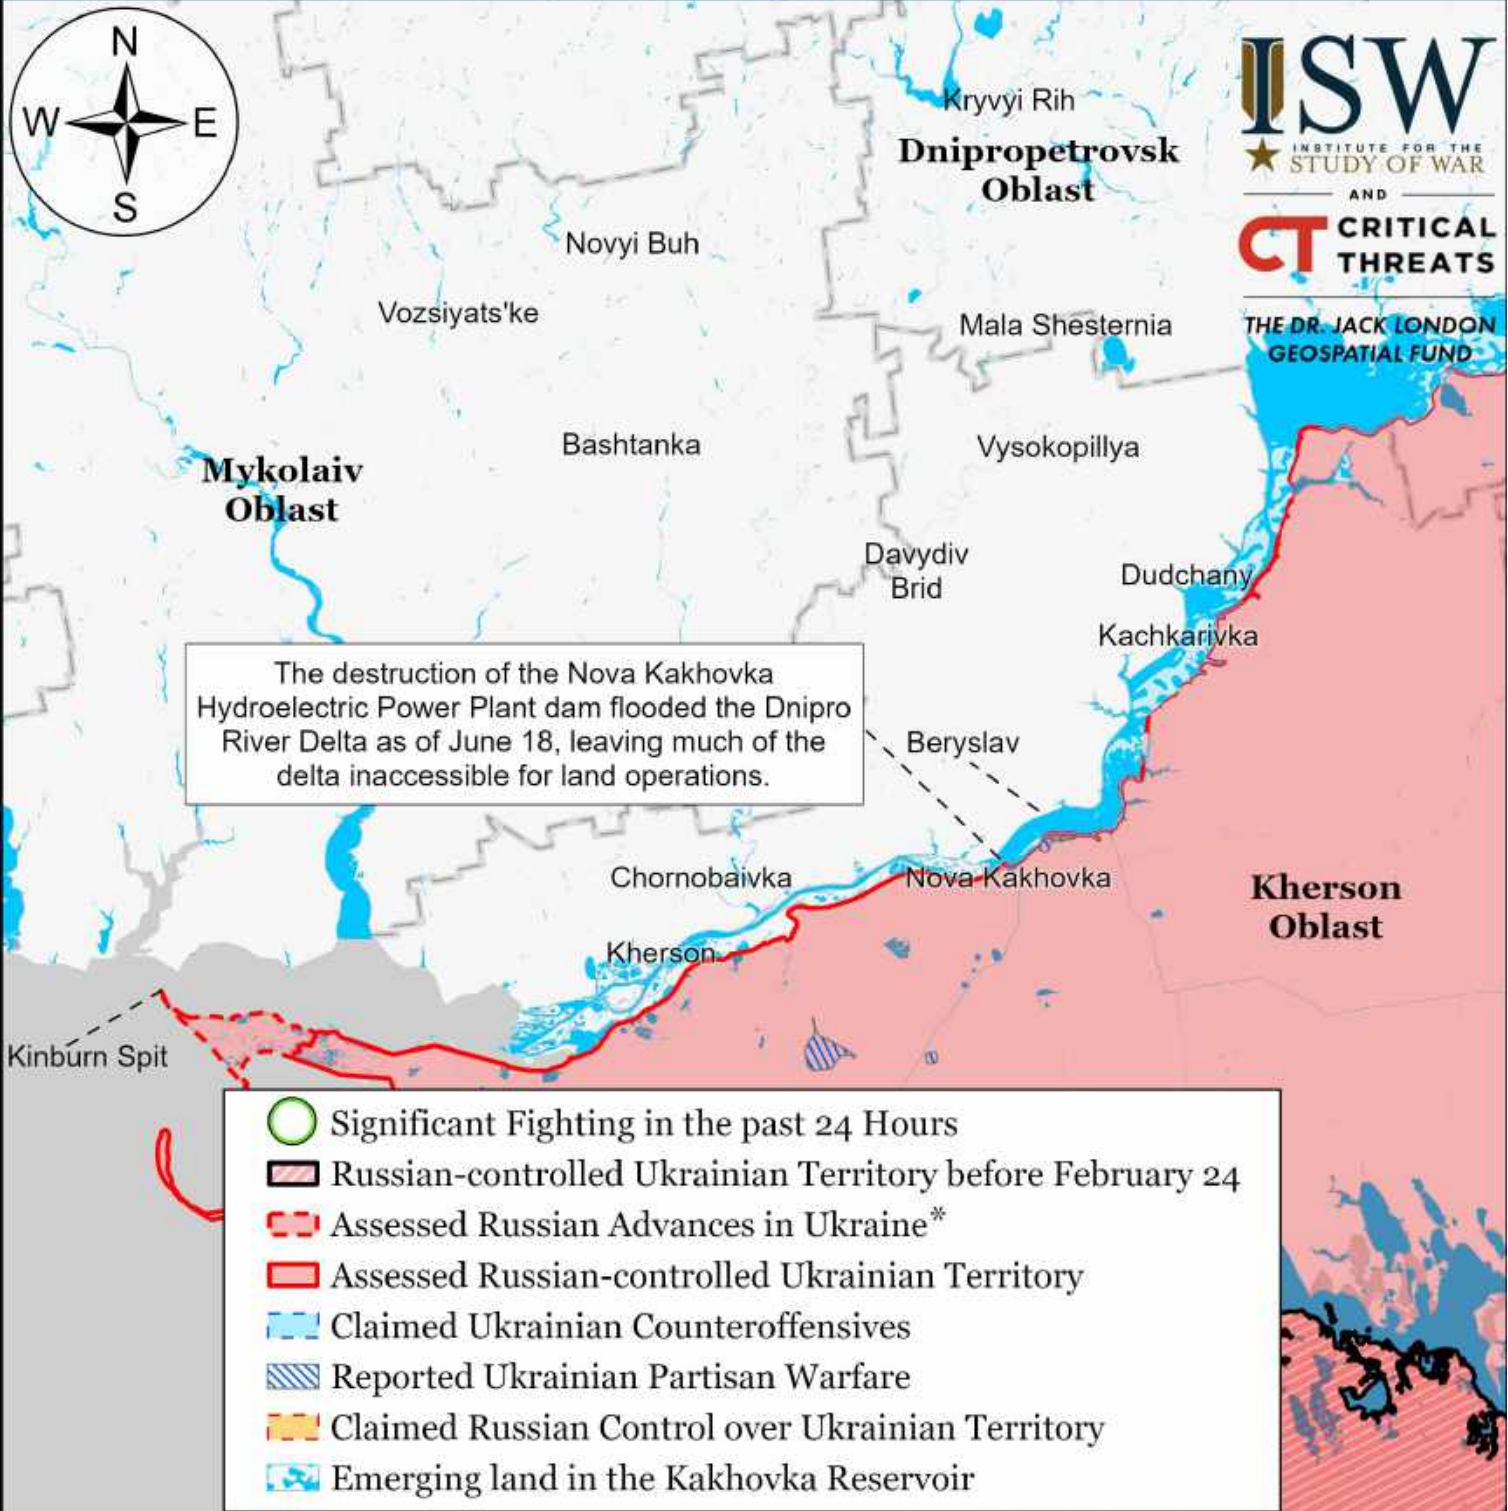 N
W E
S
ISW
INSTITUTE FOR THE
STUDY OF WAR
AND
CT CRITICAL
THREATS
THE DR. JACK LONDON
GEOSPATIAL FUND
Kryvyi Rih
Dnipropetrovsk
Oblast
Novyi Buh
Vozsiyats'ke
Mala Shesternia
Bashtanka
Vysokopillya
Mykolaiv
Oblast
Davydiv
Brid
Dudchany
Kachkarivka
The destruction of the Nova Kakhovka
Hydroelectric Power Plant dam flooded the Dnipro
River Delta as of June 18, leaving much of the
delta inaccessible for land operations.
Beryslav
Chornobaivka
Nova Kakhovka
Kherson
Oblast
Kherson
Kinburn Spit
Significant Fighting in the past 24 Hours
Russian-controlled Ukrainian Territory before February 24
Assessed Russian Advances in Ukraine*
Assessed Russian-controlled Ukrainian Territory
Claimed Ukrainian Counteroffensives
Reported Ukrainian Partisan Warfare
Claimed Russian Control over Ukrainian Territory
Emerging land in the Kakhovka Reservoir